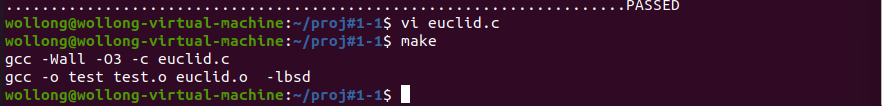 ................................................................................PASSED
wollong@wollong-virtual-machine:~/proj#1-1$ vi euclid.c
wollong@wollong-virtual-machine:~/proj#1-1$ make
gcc -Wall -O3 -c euclid.c
gcc -o test test.o euclid.o  -lbsd
wollong@wollong-virtual-machine:~/proj#1-1$